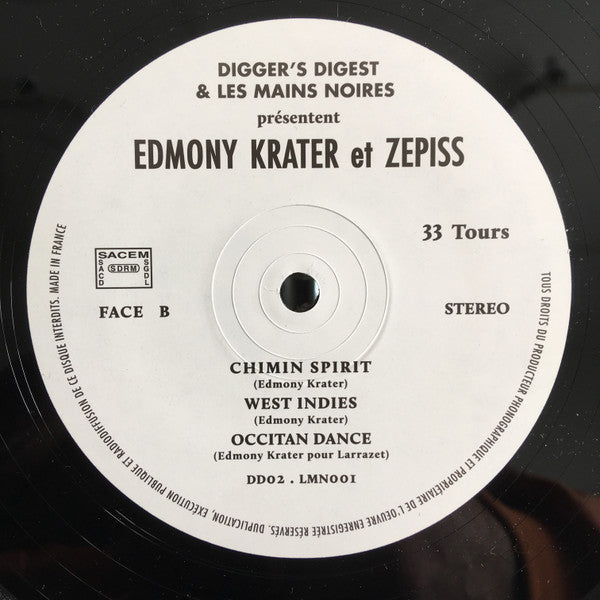 DIGGER'S DIGEST
& LES MAINS NOIRES
présentent
EDMONY KRATER et ZEPISS
33 Tours
SACEM
SACD
SDRM
SGDL
FACE B
STEREO
CHIMIN SPIRIT
(Edmony Krater)
WEST INDIES
(Edmony Krater)
OCCITAN DANCE
(Edmony Krater pour Larrazet)
DD02 . LMN001
TOUS DROITS DU PRODUCTEUR PHONOGRAPHIQUE ET PROPRIÉTAIRE DE L'OEUVRE ENREGISTRÉE RÉSERVÉS. DUPLICATION, EXÉCUTION PUBLIQUE ET RADIODIFFUSION DE CE DISQUE INTERDITS. MADE IN FRANCE